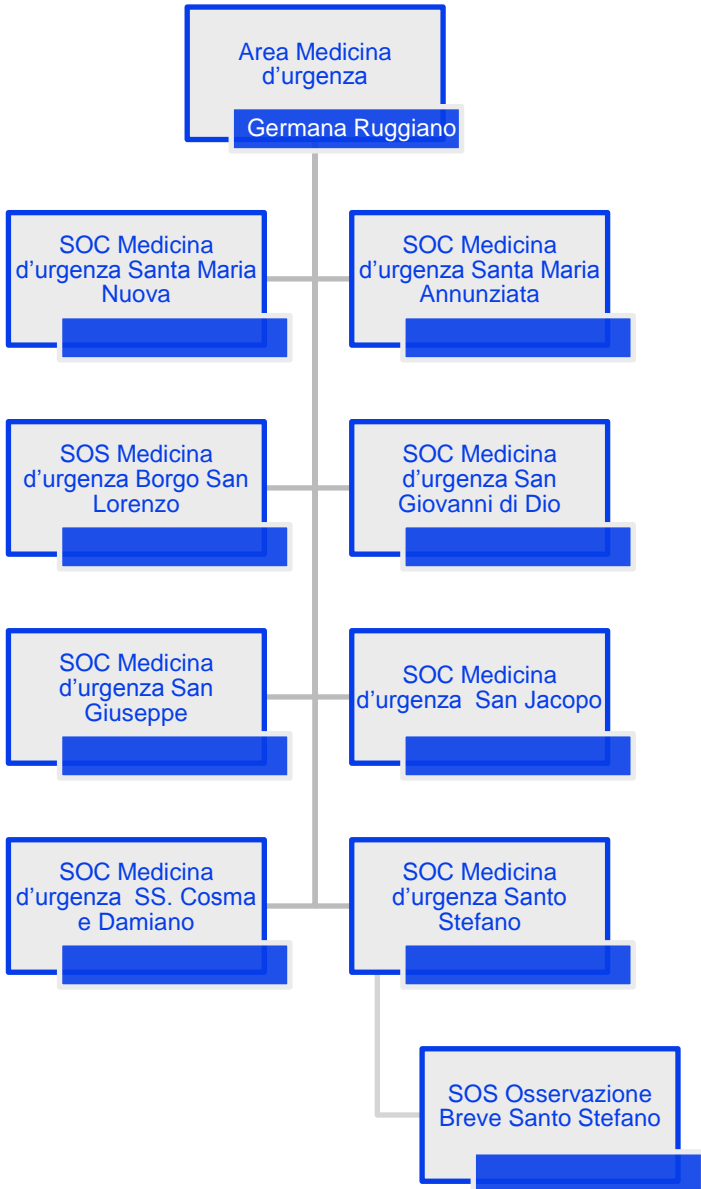 Area Medicina
d’urgenza
Germana Ruggiano
SOC Medicina
d'urgenza Santa Maria
Nuova
SOC Medicina
d'urgenza Santa Maria
Annunziata
SOS Medicina
d'urgenza Borgo San
Lorenzo
SOC Medicina
d'urgenza San
Giovanni di Dio
SOC Medicina
d'urgenza San
Giuseppe
SOC Medicina
d'urgenza  San Jacopo
SOC Medicina
d'urgenza  SS. Cosma
e Damiano
SOC Medicina
d'urgenza Santo
Stefano
SOS Osservazione
Breve Santo Stefano